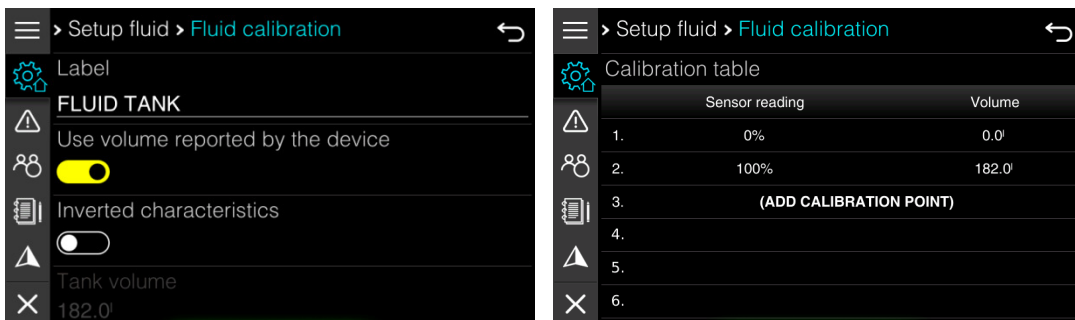 > Setup fluid > Fluid calibration
Label
FLUID TANK
Use volume reported by the device
Inverted characteristics
Tank volume
182.0l
> Setup fluid > Fluid calibration
Calibration table
Sensor reading Volume
1. 0% 0.0l
2. 100% 182.0l
3. (ADD CALIBRATION POINT)
4.
5.
6.